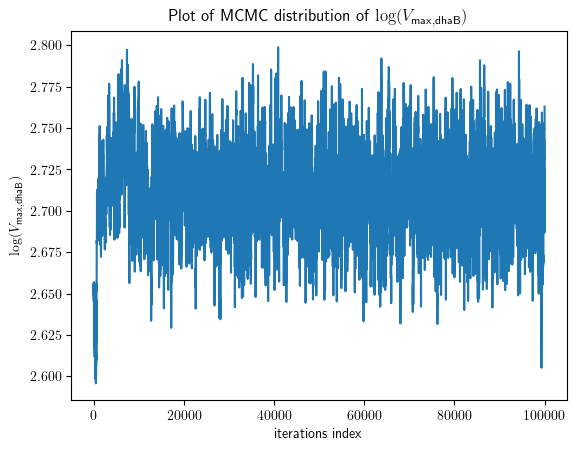 Plot of MCMC distribution of log(V_max,dhaB)
log(V_max,dhaB)
2.800
2.775
2.750
2.725
2.700
2.675
2.650
2.625
2.600
0 20000 40000 60000 80000 100000
iterations index